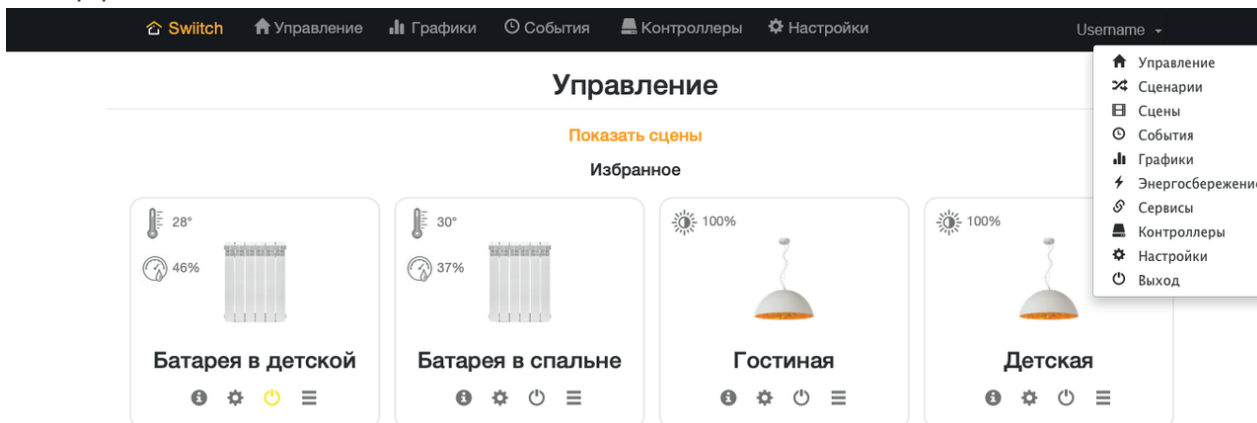 Swiitch Управление Графики События Контроллеры Настройки Username
Управление
Сценарии
Сцены
События
Графики
Энергосбережение
Сервисы
Контроллеры
Настройки
Выход
Управление
Показать сцены
Избранное
28° 30° 100% 100%
46% 37%
Батарея в детской Батарея в спальне Гостиная Детская